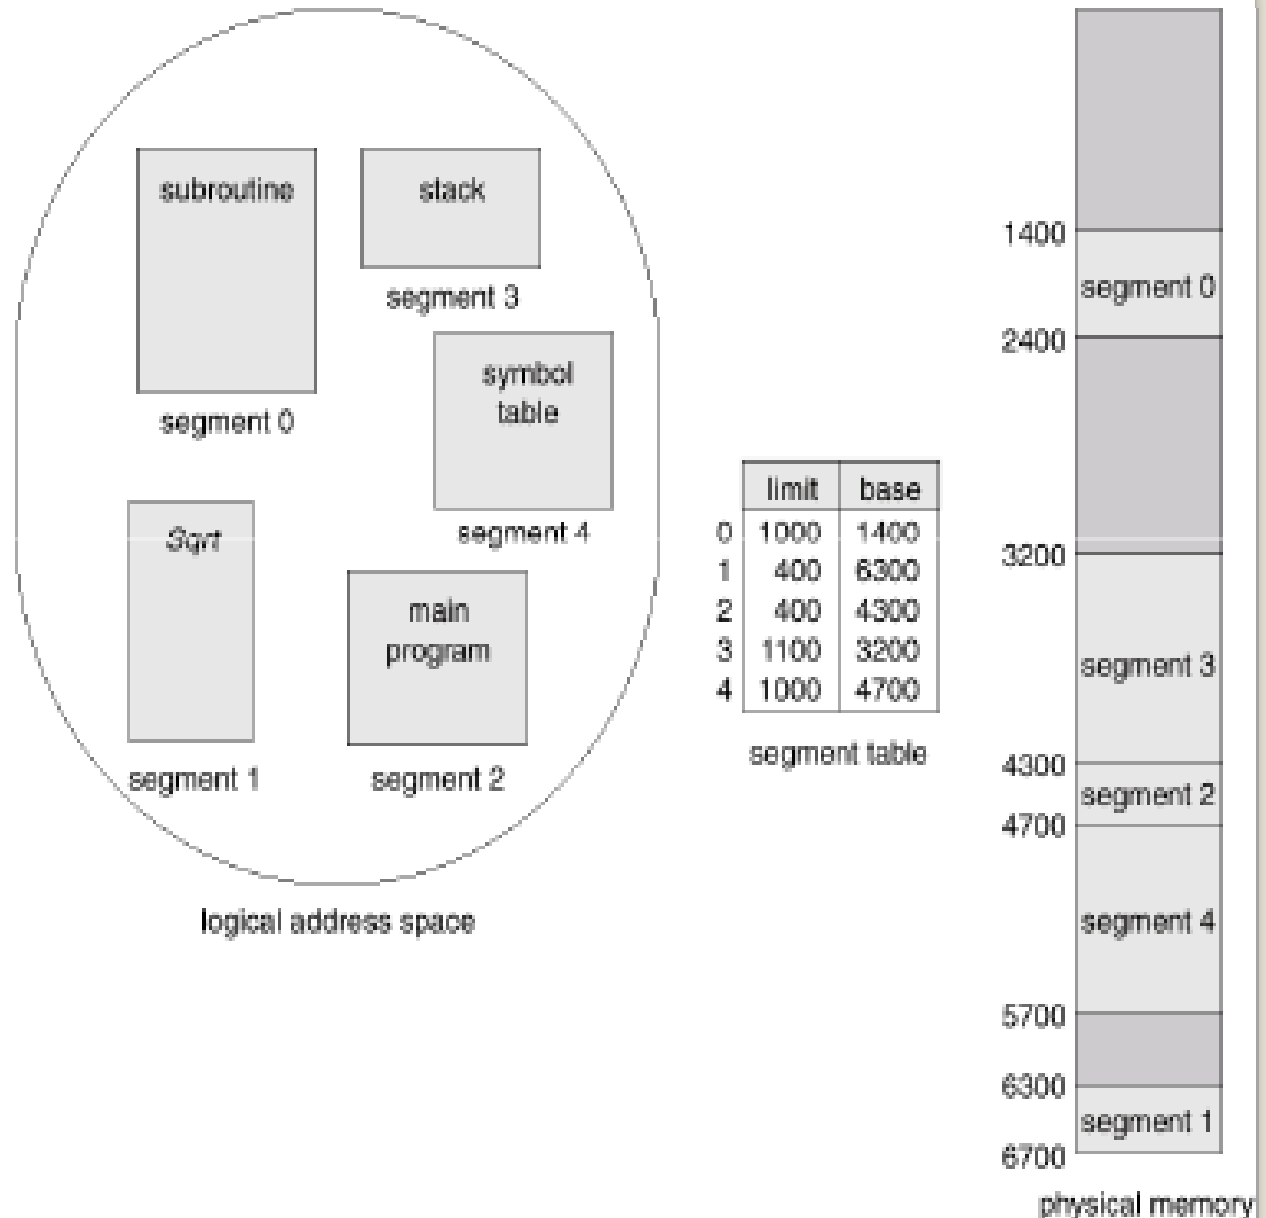 subroutine
segment 0
stack
segment 3
symbol
table
segment 4
Sqrt
segment 1
main
program
segment 2
logical address space
limit base
0 1000 1400
1 400 6300
2 400 4300
3 1100 3200
4 1000 4700
segment table
1400
segment 0
2400
3200
segment 3
4300
segment 2
4700
segment 4
5700
6300
segment 1
6700
physical memory